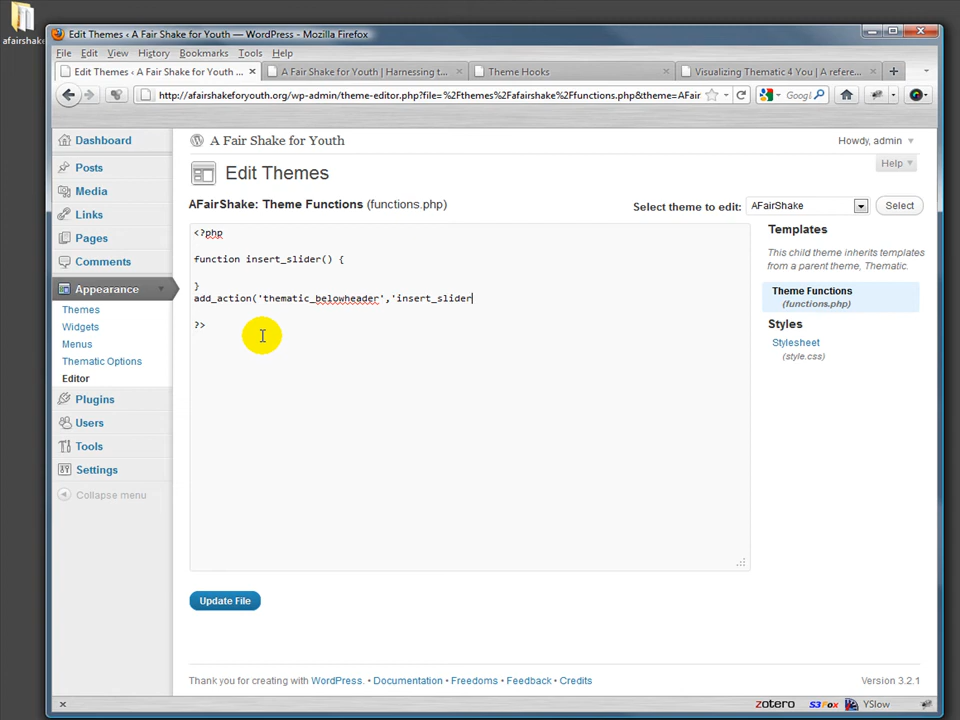 afairshake
Edit Themes ‹ A Fair Shake for Youth — WordPress - Mozilla Firefox
File Edit View History Bookmarks Tools Help
Edit Themes ‹ A Fair Shake for Youth ...
A Fair Shake for Youth | Harnessing t...
Theme Hooks
Visualizing Thematic 4 You | A refere...
http://afairshakeforyouth.org/wp-admin/theme-editor.php?file=%2Fthemes%2Fafairshake%2Ffunctions.php&theme=AFair
Googl
A Fair Shake for Youth
Howdy, admin
Help
Edit Themes
AFairShake: Theme Functions (functions.php)
Select theme to edit: AFairShake Select
Dashboard
Posts
Media
Links
Pages
Comments
Appearance
Themes
Widgets
Menus
Thematic Options
Editor
Plugins
Users
Tools
Settings
Collapse menu
<?php
function insert_slider() {
}
add_action('thematic_belowheader','insert_slider
?>
Templates
This child theme inherits templates
from a parent theme, Thematic.
Theme Functions
(functions.php)
Styles
Stylesheet
(style.css)
Update File
Thank you for creating with WordPress. • Documentation • Freedoms • Feedback • Credits
Version 3.2.1
zotero S3Fox YSlow